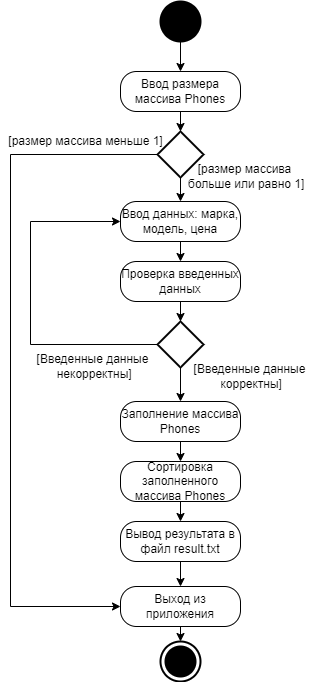 Ввод размера
массива Phones
[размер массива меньше 1]
[размер массива
больше или равно 1]
Ввод данных: марка,
модель, цена
Проверка введенных
данных
[Введенные данные
некорректны]
[Введенные данные
корректны]
Заполнение массива
Phones
Сортировка
заполненного
массива Phones
Вывод результата в
файл result.txt
Выход из
приложения